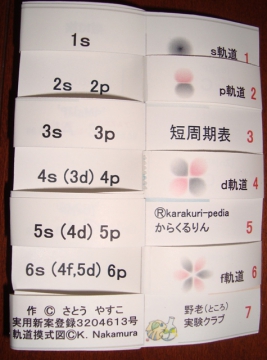 1s
s軌道 1
2s 2p
p軌道 2
3s 3p
短周期表 3
4s (3d) 4p
d軌道 4
5s (4d) 5p
Ⓡkarakuri-pedia
からくるりん 5
6s (4f,5d) 6p
f軌道 6
作 © さとう やすこ
実用新案登録3204613号
軌道模式図©K. Nakamura
野老(ところ)
実験クラブ 7